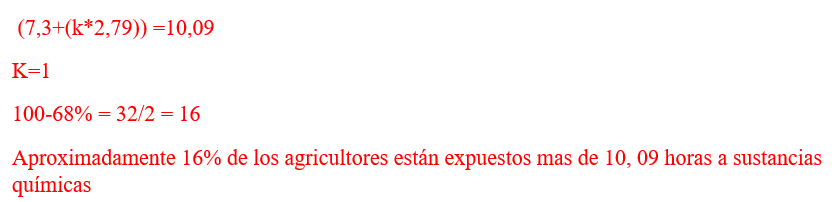 (7,3+(k*2,79)) =10,09
K=1
100-68% = 32/2 = 16
Aproximadamente 16% de los agricultores están expuestos mas de 10, 09 horas a sustancias
químicas